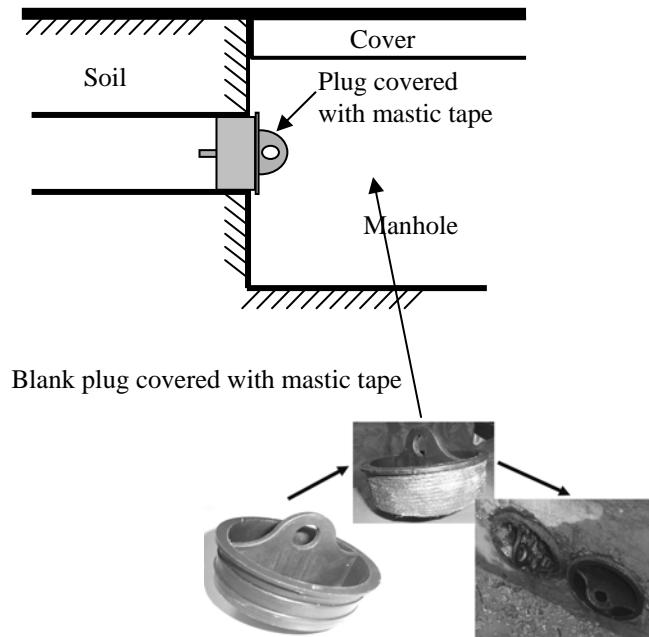 Cover
Soil
Plug covered
with mastic tape
Manhole
Blank plug covered with mastic tape